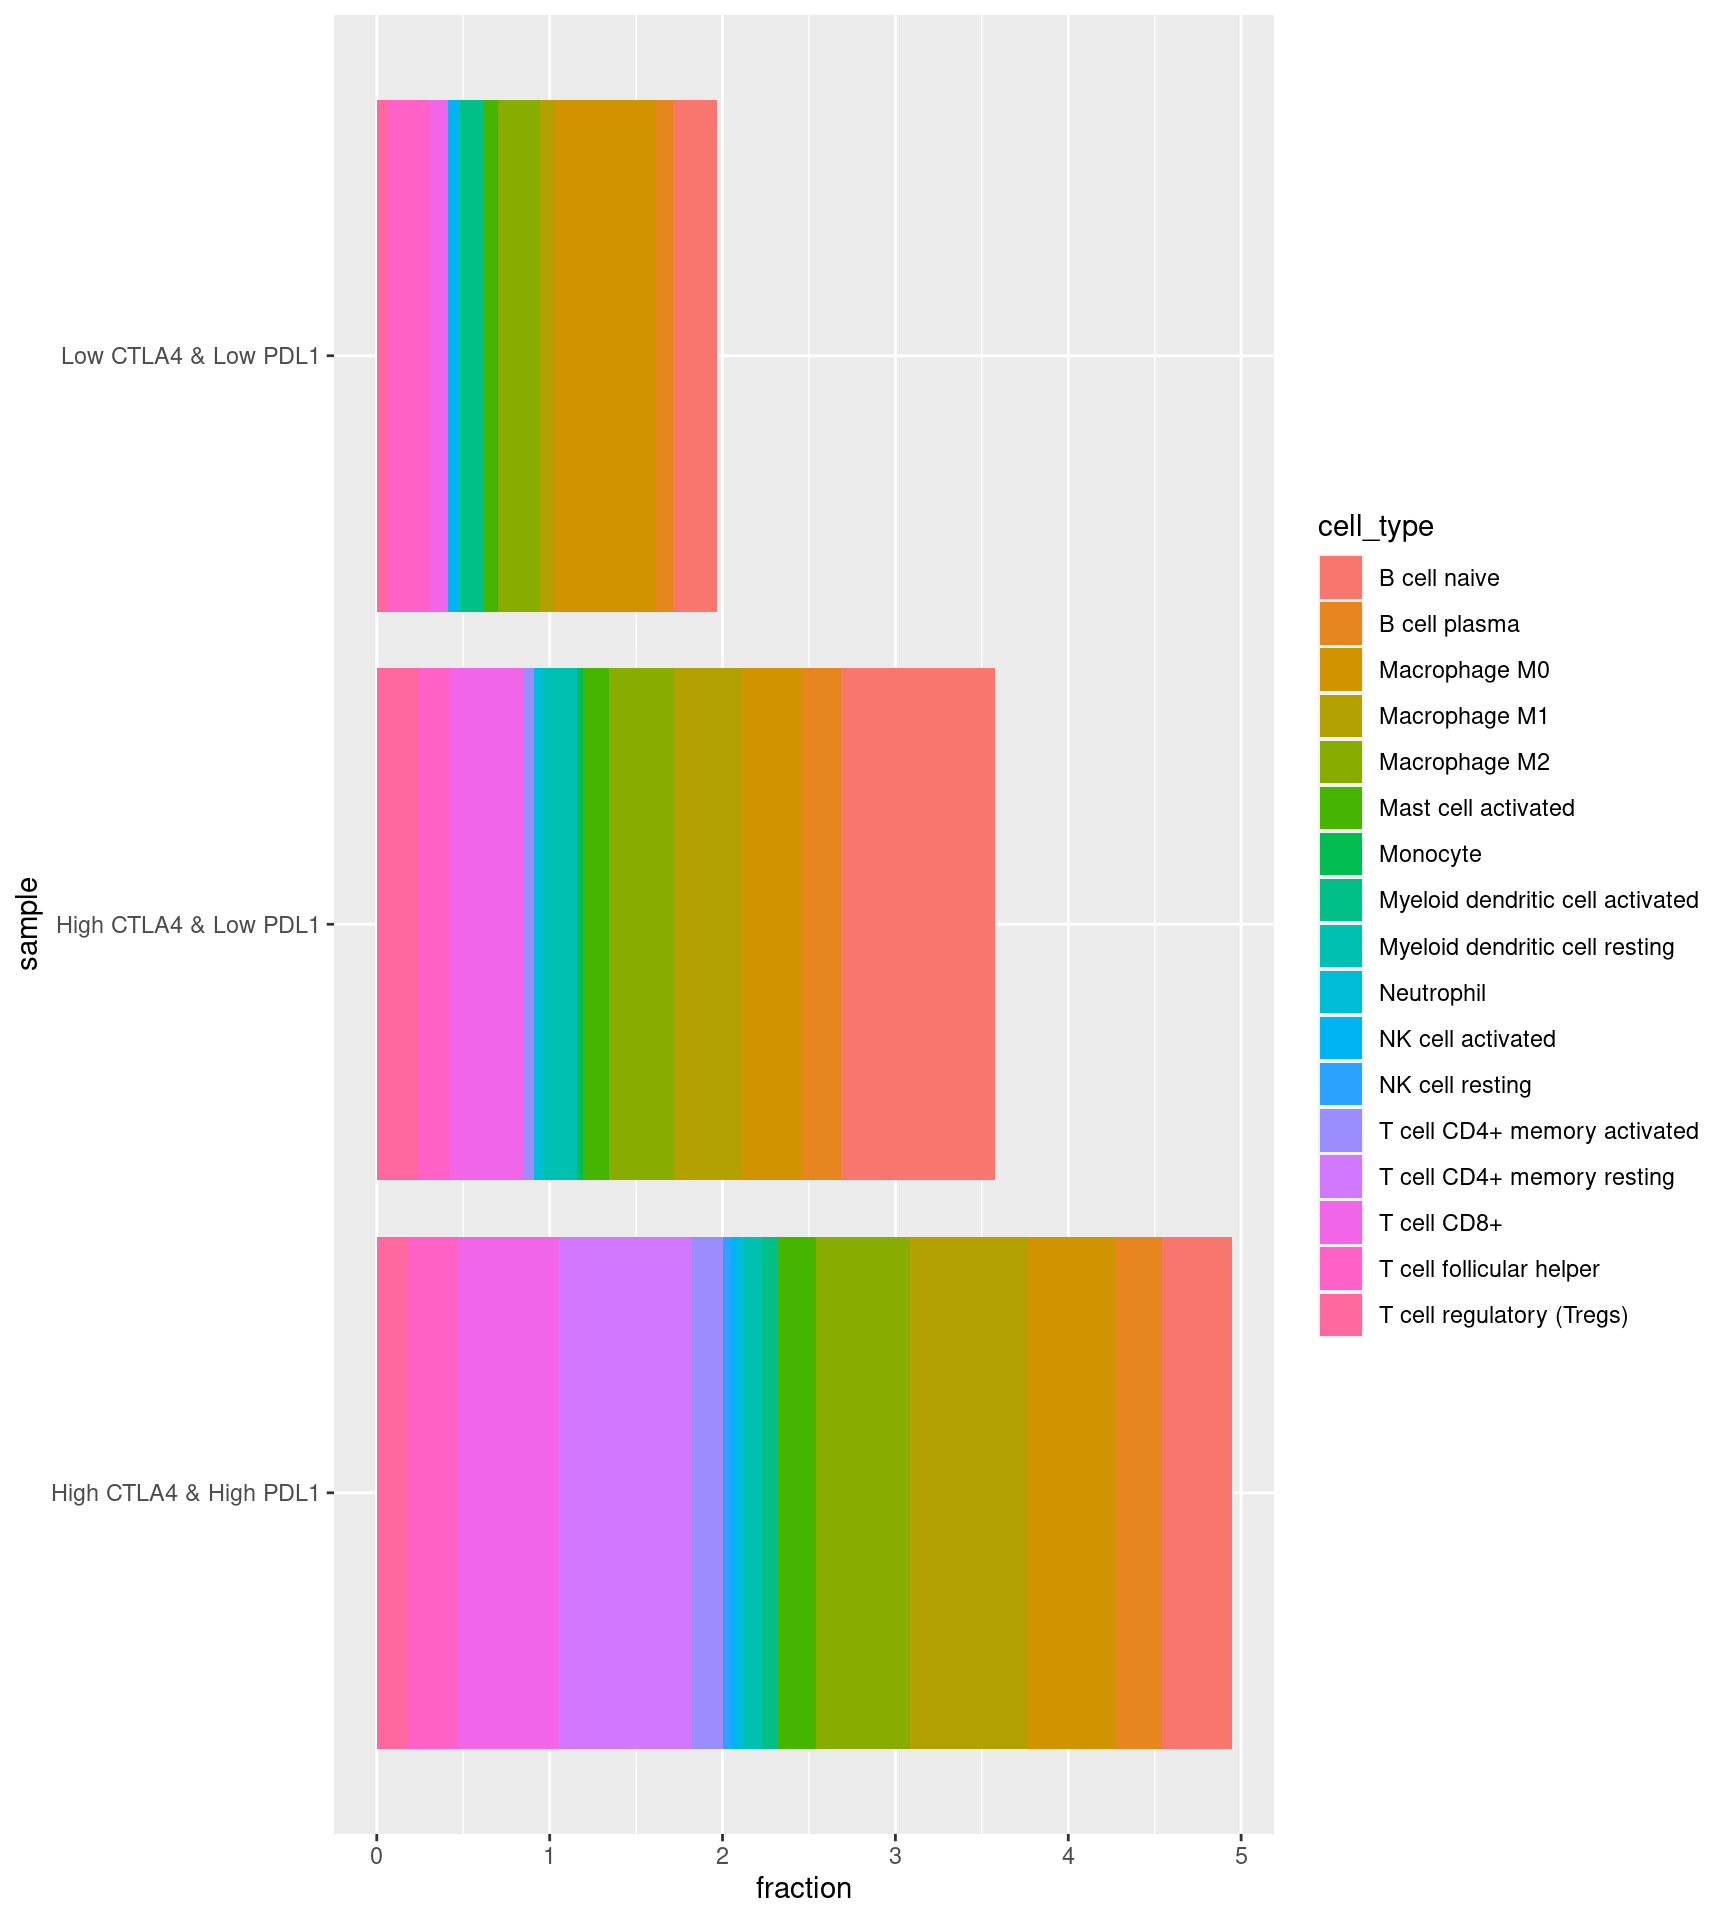 Low CTLA4 & Low PDL1
High CTLA4 & Low PDL1
High CTLA4 & High PDL1
sample
0 1 2 3 4 5
fraction
cell_type
B cell naive
B cell plasma
Macrophage M0
Macrophage M1
Macrophage M2
Mast cell activated
Monocyte
Myeloid dendritic cell activated
Myeloid dendritic cell resting
Neutrophil
NK cell activated
NK cell resting
T cell CD4+ memory activated
T cell CD4+ memory resting
T cell CD8+
T cell follicular helper
T cell regulatory (Tregs)